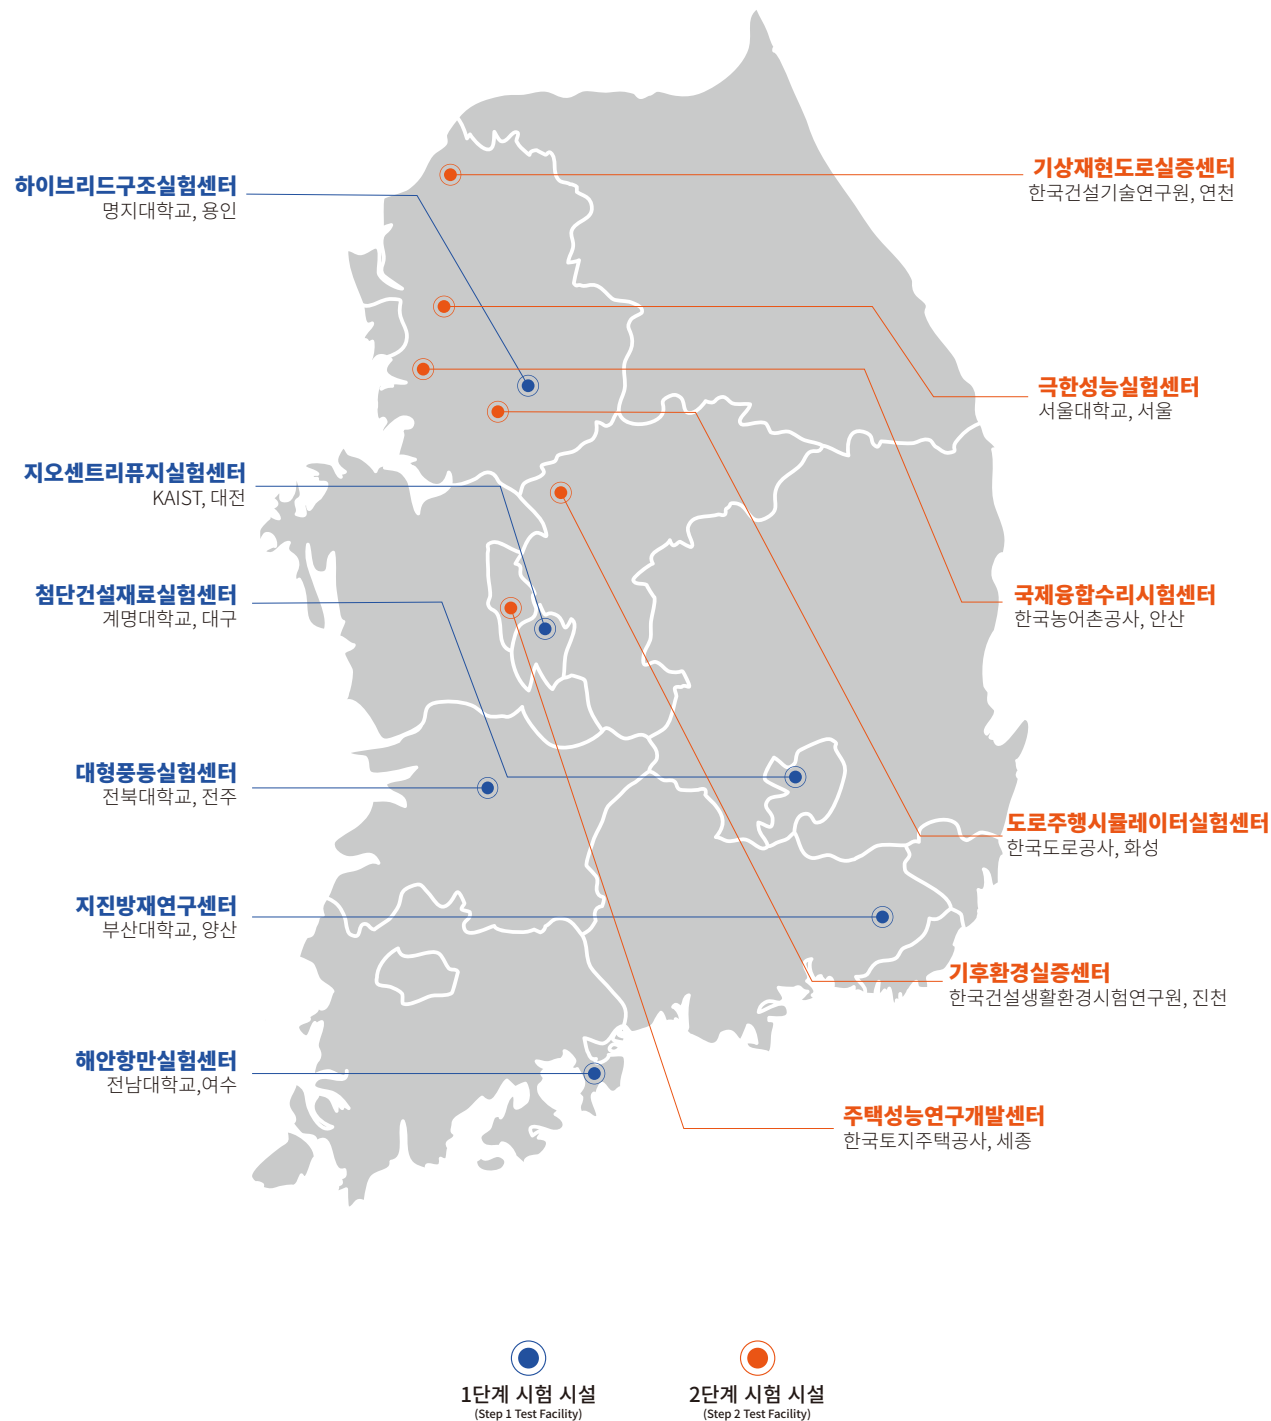 하이브리드구조실험센터
명지대학교, 용인
지오센트리퓨지실험센터
KAIST, 대전
첨단건설재료실험센터
계명대학교, 대구
대형풍동실험센터
전북대학교, 전주
지진방재연구센터
부산대학교, 양산
해안항만실험센터
전남대학교,여수
기상재현도로실증센터
한국건설기술연구원, 연천
극한성능실험센터
서울대학교, 서울
국제융합수리시험센터
한국농어촌공사, 안산
도로주행시뮬레이터실험센터
한국도로공사, 화성
기후환경실증센터
한국건설생활환경시험연구원, 진천
주택성능연구개발센터
한국토지주택공사, 세종
1단계 시험 시설
(Step 1 Test Facility)
2단계 시험 시설
(Step 2 Test Facility)